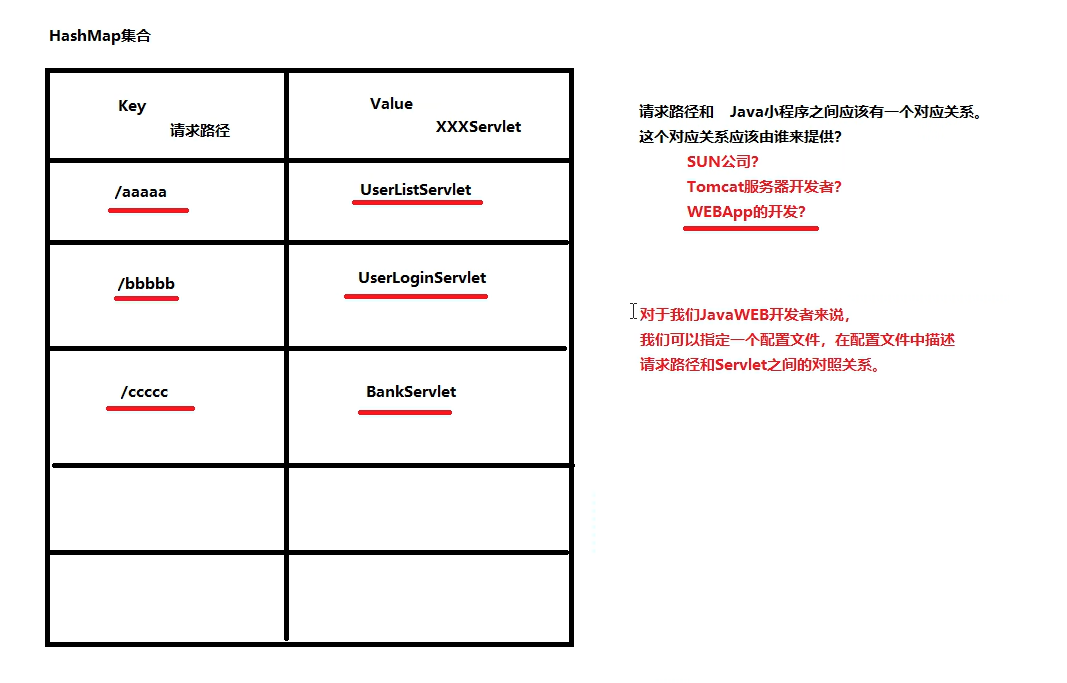 HashMap集合
Key
请求路径
Value
XXXServlet
/aaaaa
UserListServlet
/bbbbb
UserLoginServlet
/ccccc
BankServlet
请求路径和 Java小程序之间应该有一个对应关系。
这个对应关系应该由谁来提供？
SUN公司？
Tomcat服务器开发者？
WEBApp的开发？
对于我们JavaWEB开发者来说，
我们可以指定一个配置文件，在配置文件中描述
请求路径和Servlet之间的对照关系。